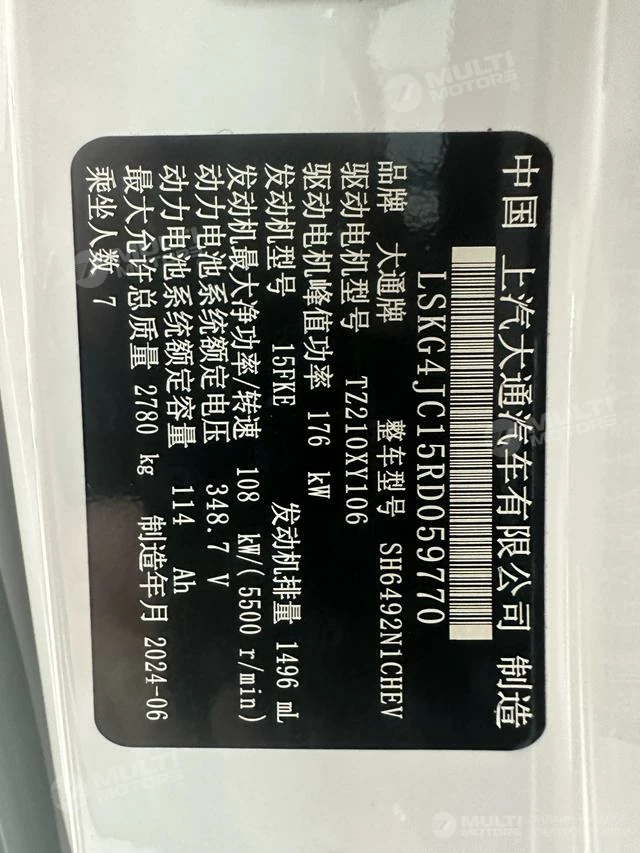 中国 上汽大通汽车有限公司 制造
LSKG4JC15RD059770
品牌 大通牌 整车型号 SH6492N1CHEV
驱动电机型号 TZ210XY106
驱动电机峰值功率 176 kW
发动机型号 15FKE 发动机排量 1496 mL
发动机最大净功率/转速 108 kW/(5500 r/min)
动力电池系统额定电压 348.7 V
动力电池系统额定容量 114 Ah
最大允许总质量 2780 kg 制造年月 2024-06
乘坐人数 7
MULTI MOTORS
MULTI MOTORS
MULTI MOTORS